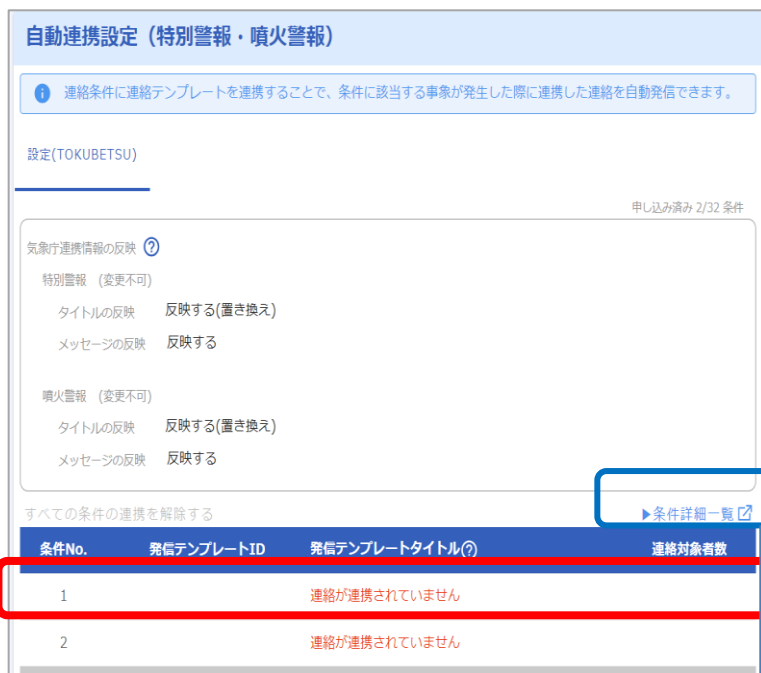 自動連携設定（特別警報・噴火警報）
連絡条件に連絡テンプレートを連携することで、条件に該当する事象が発生した際に連携した連絡を自動発信できます。
設定(TOKUBETSU)
申し込み済み 2/32 条件
気象庁連携情報の反映 ?
特別警報 (変更不可)
タイトルの反映 反映する(置き換え)
メッセージの反映 反映する
噴火警報 (変更不可)
タイトルの反映 反映する(置き換え)
メッセージの反映 反映する
すべての条件の連携を解除する ▶条件詳細一覧
条件No. 発信テンプレートID 発信テンプレートタイトル(?) 連絡対象者数
1 連絡が連携されていません
2 連絡が連携されていません